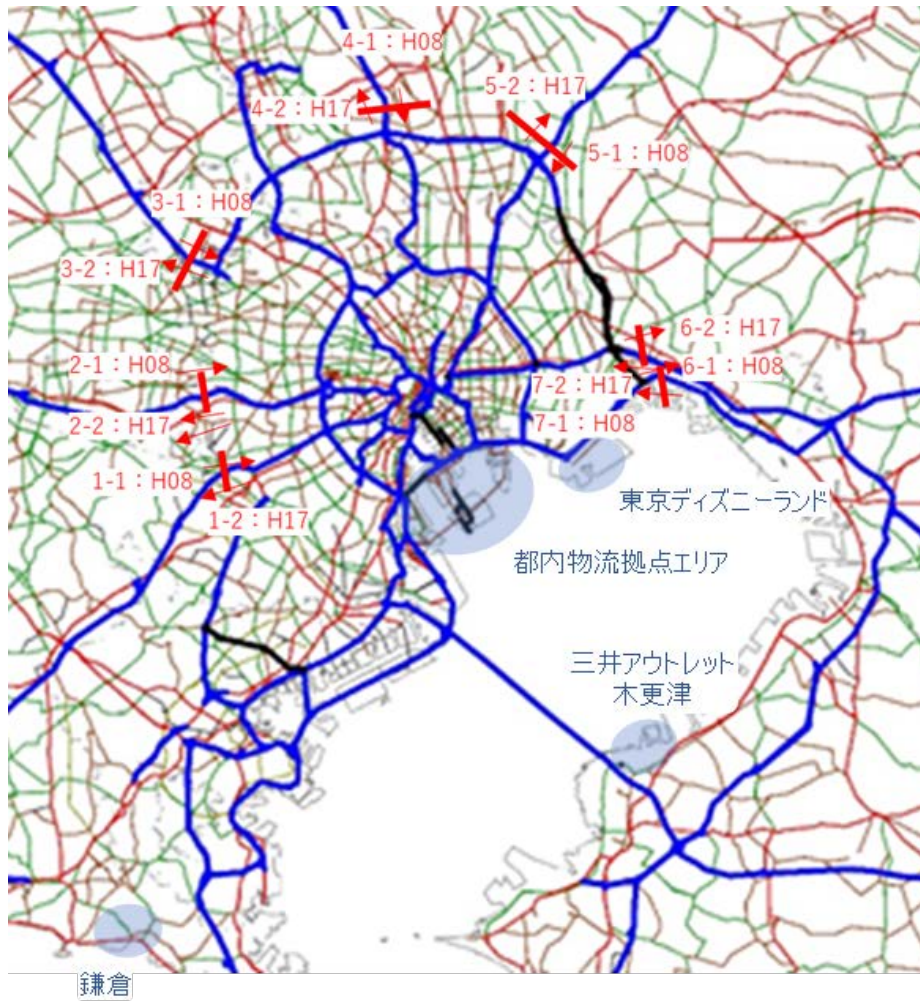 4-1：H08
4-2：H17
5-2：H17
5-1：H08
3-1：H08
3-2：H17
6-2：H17
2-1：H08
6-1：H08
7-2：H17
2-2：H17
7-1：H08
1-1：H08
1-2：H17
東京ディズニーランド
都内物流拠点エリア
三井アウトレット
木更津
鎌倉